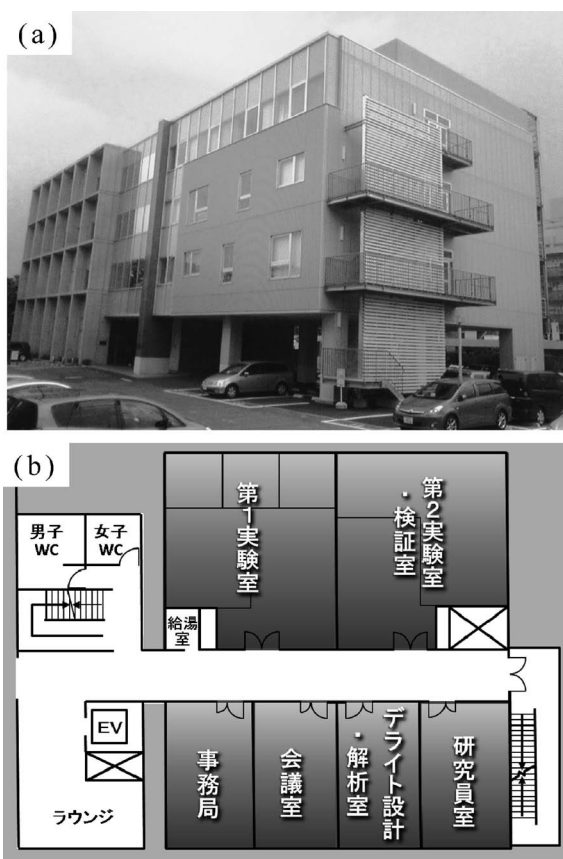 (a)
(b)
男子
WC
女子
WC
第1実験室
第2実験室
・検証室
給湯
室
EV
ラウンジ
事務局
会議室
デライト設計
・解析室
研究員室